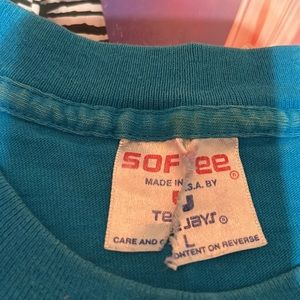 SOFFEE®
MADE IN U.S.A. BY
TEE JAYS®
L
CARE AND CONTENT ON REVERSE